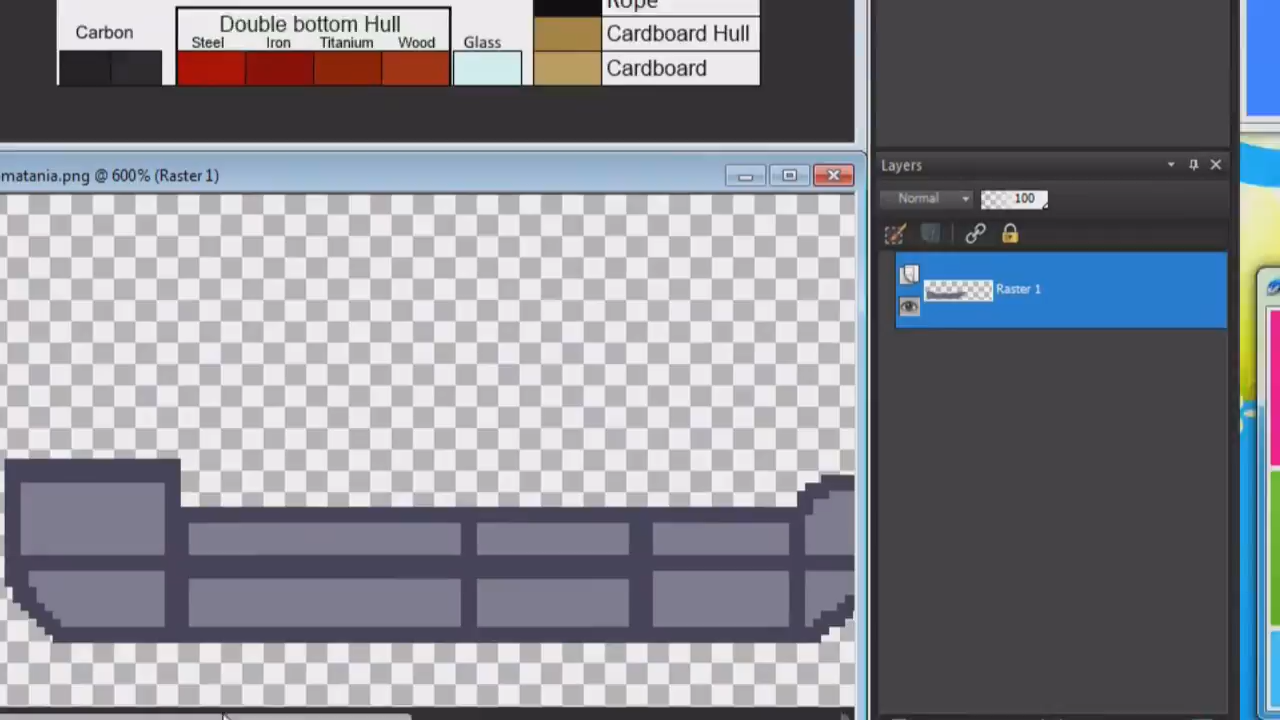 Rope
Double bottom Hull
Carbon
Cardboard Hull
Steel Iron Titanium Wood Glass
Cardboard
Layers
matania.png @ 600% (Raster 1)
Normal 100
Raster 1